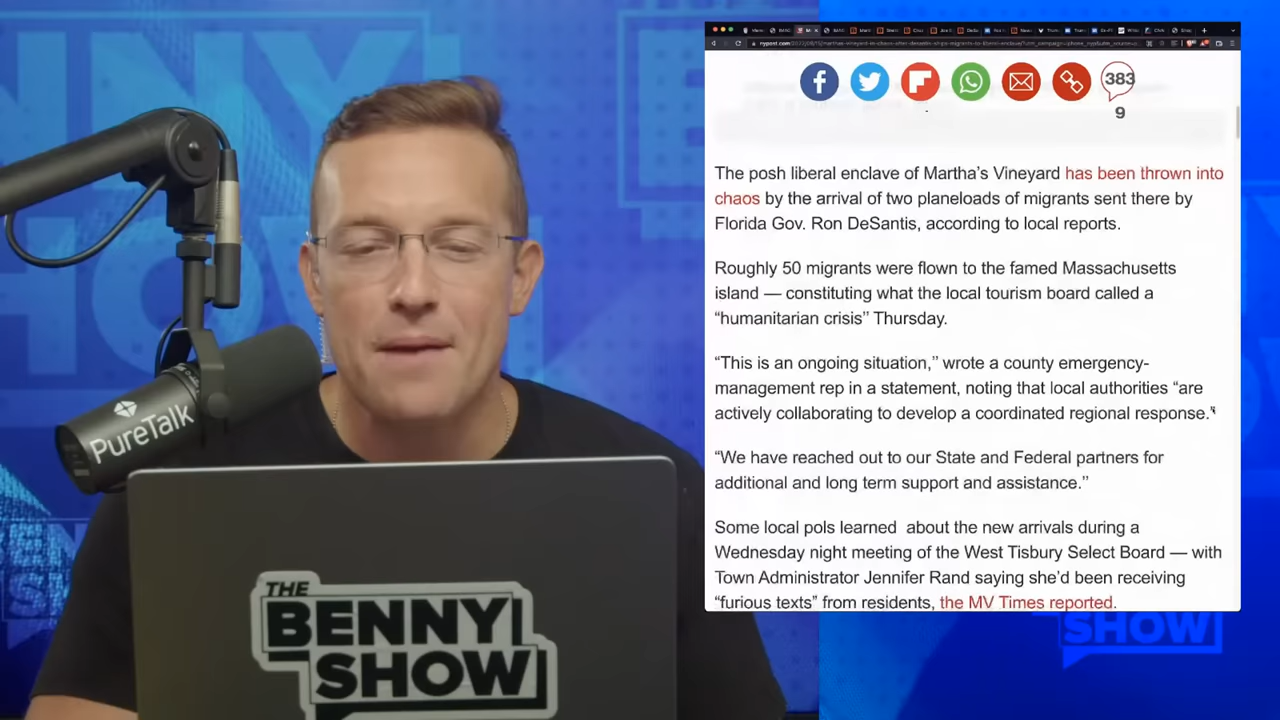 nypost.com
383
9
The posh liberal enclave of Martha's Vineyard has been thrown into
chaos by the arrival of two planeloads of migrants sent there by
Florida Gov. Ron DeSantis, according to local reports.
Roughly 50 migrants were flown to the famed Massachusetts
island — constituting what the local tourism board called a
“humanitarian crisis” Thursday.
“This is an ongoing situation,” wrote a county emergency-
management rep in a statement, noting that local authorities “are
actively collaborating to develop a coordinated regional response.”
“We have reached out to our State and Federal partners for
additional and long term support and assistance.”
Some local pols learned about the new arrivals during a
Wednesday night meeting of the West Tisbury Select Board — with
Town Administrator Jennifer Rand saying she'd been receiving
“furious texts” from residents, the MV Times reported.
PureTalk
THE
BENNY
SHOW
SHOW